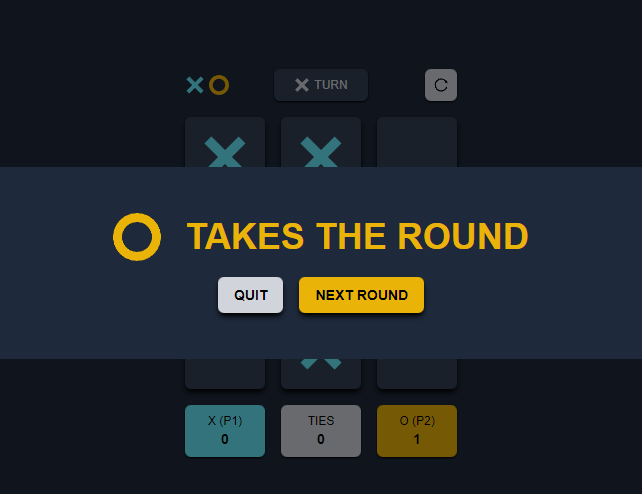 TURN
TAKES THE ROUND
QUIT
NEXT ROUND
X (P1)
0
TIES
0
O (P2)
1